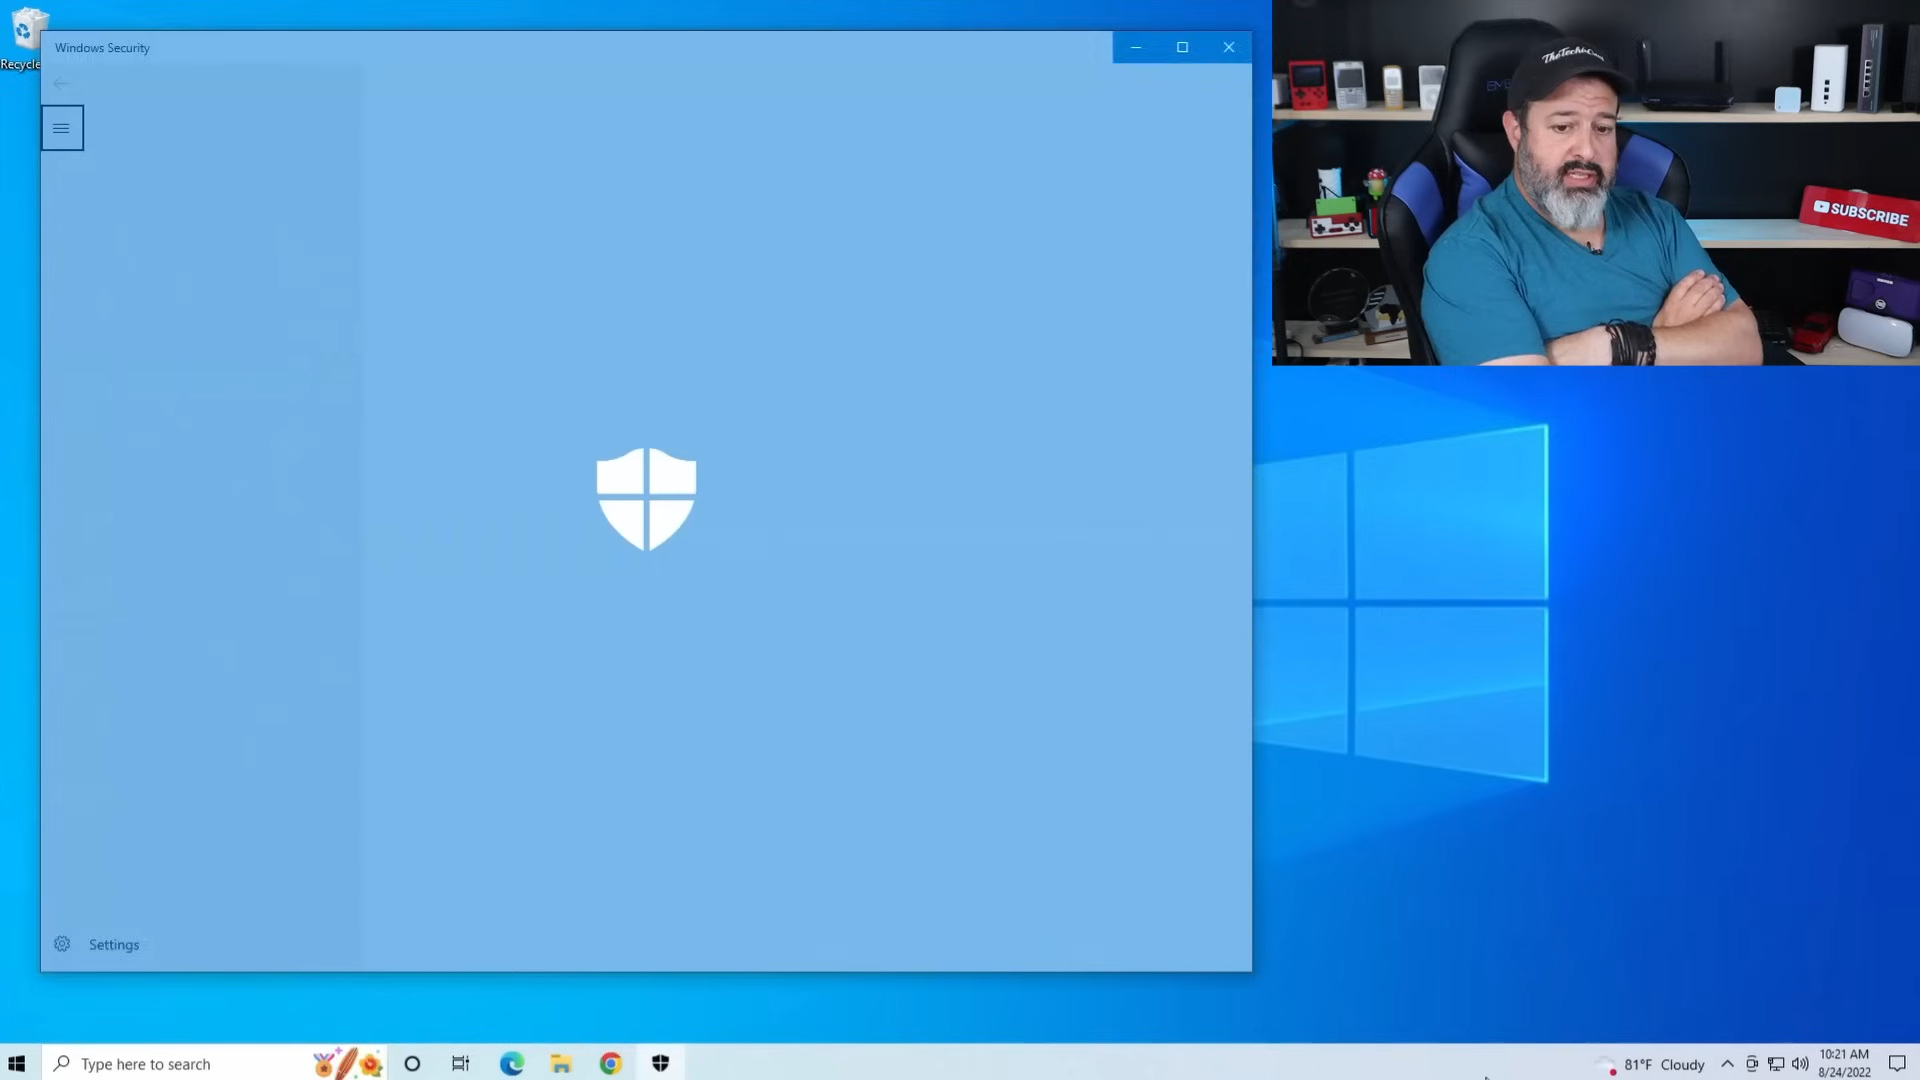 Recycle
Windows Security
Settings
SUBSCRIBE
Type here to search
81°F Cloudy
10:21 AM
8/24/2022